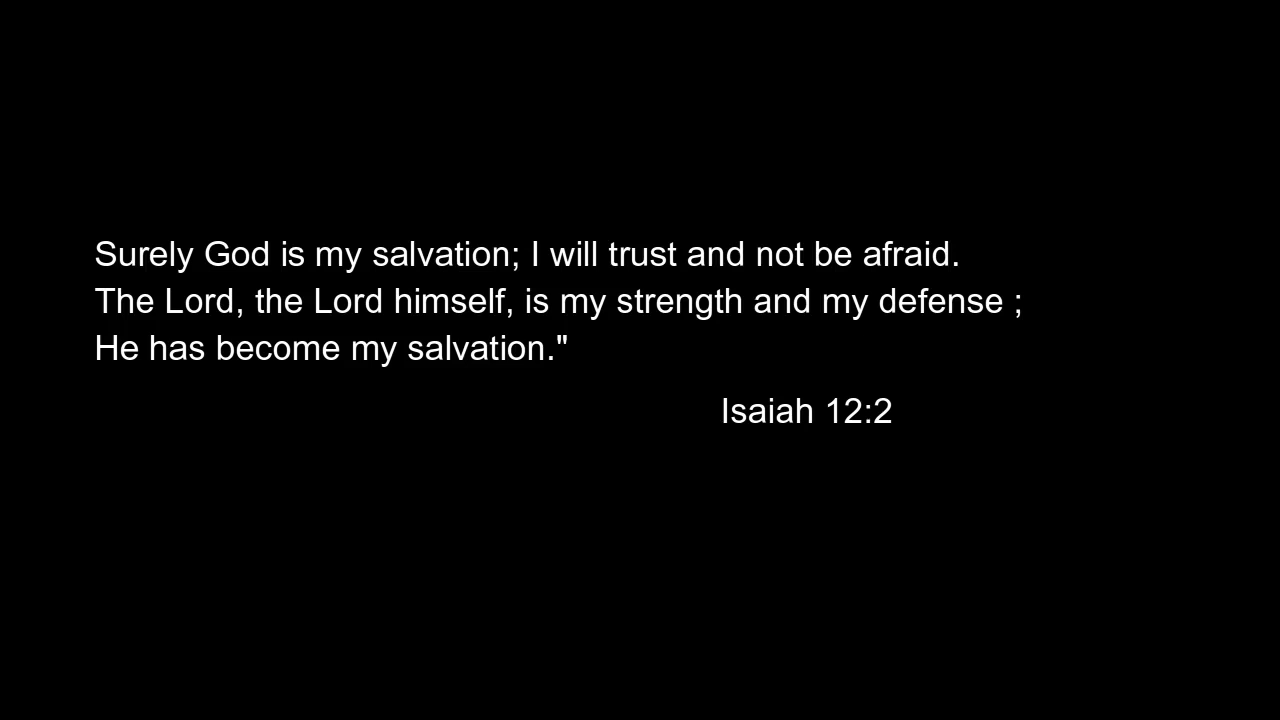 Surely God is my salvation; I will trust and not be afraid.
The Lord, the Lord himself, is my strength and my defense ;
He has become my salvation."
Isaiah 12:2